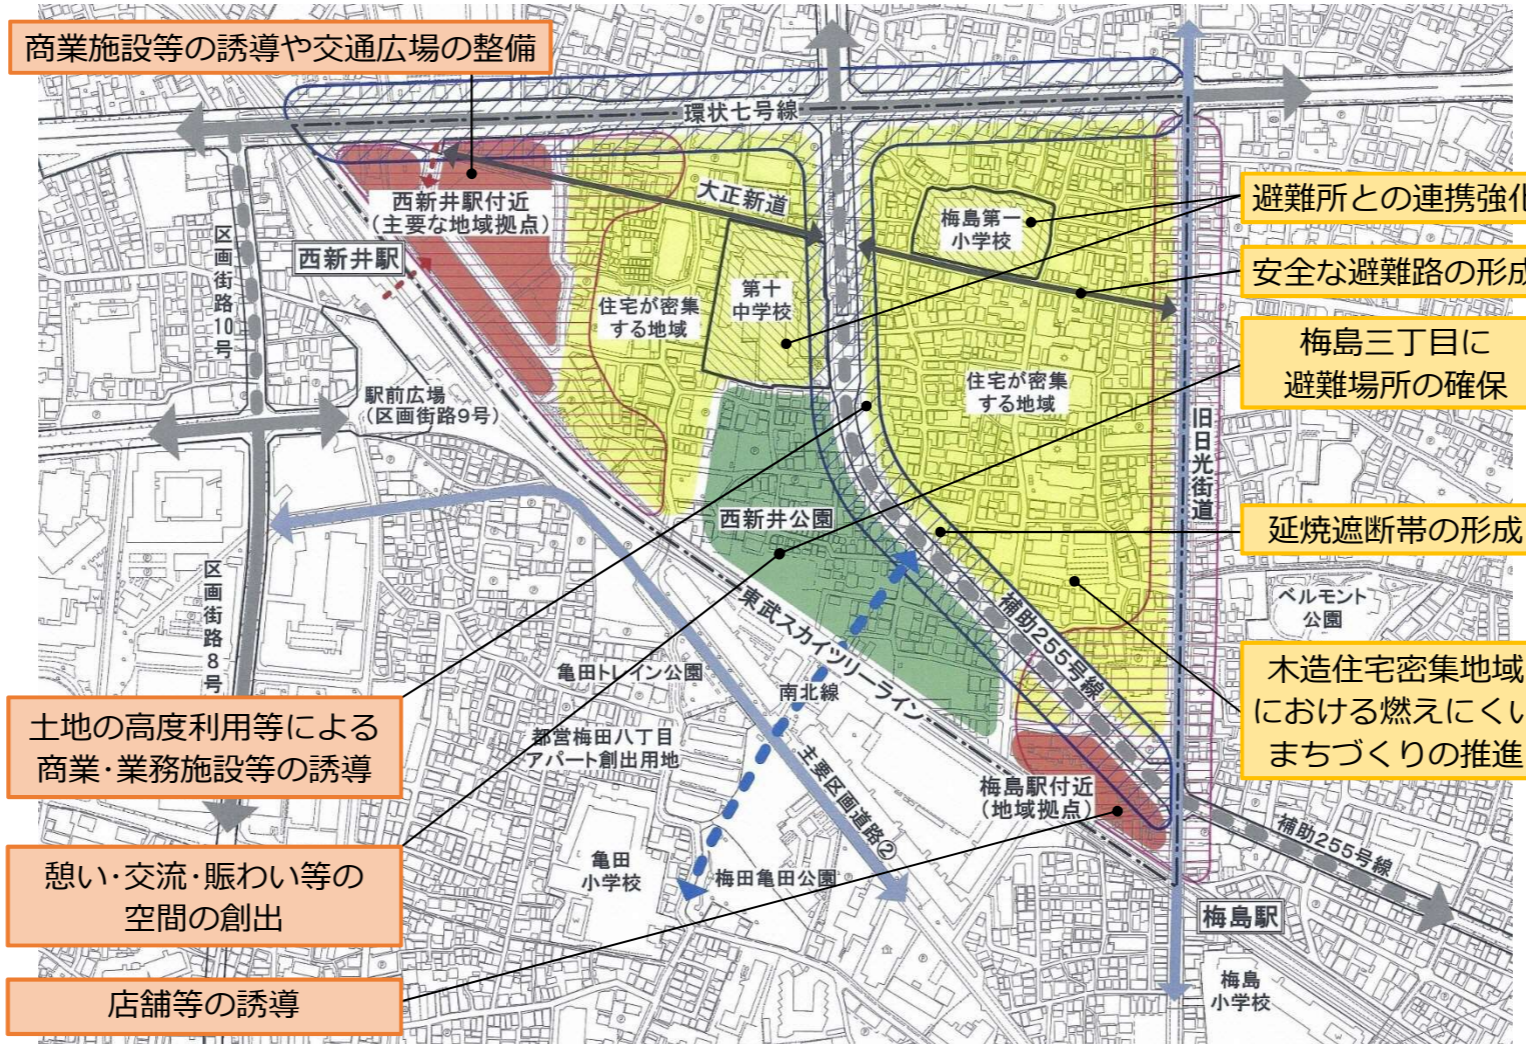 商業施設等の誘導や交通広場の整備
環状七号線
大正新道
西新井駅付近
(主要な地域拠点)
西新井駅
区画街路10号
梅島第一
小学校
第十
中学校
住宅が密集
する地域
住宅が密集
する地域
駅前広場
(区画街路9号)
旧日光街道
避難所との連携強化
安全な避難路の形成
梅島三丁目に
避難場所の確保
延焼遮断帯の形成
木造住宅密集地域
における燃えにくい
まちづくりの推進
西新井公園
区画街路8号
東武スカイツリーライン
補助255号線
ベルモント
公園
亀田トレイン公園
南北線
都営梅田八丁目
アパート創出用地
主要区画道路②
梅島駅付近
(地域拠点)
補助255号線
亀田
小学校
梅田亀田公園
梅島駅
梅島
小学校
土地の高度利用等による
商業・業務施設等の誘導
憩い・交流・賑わい等の
空間の創出
店舗等の誘導